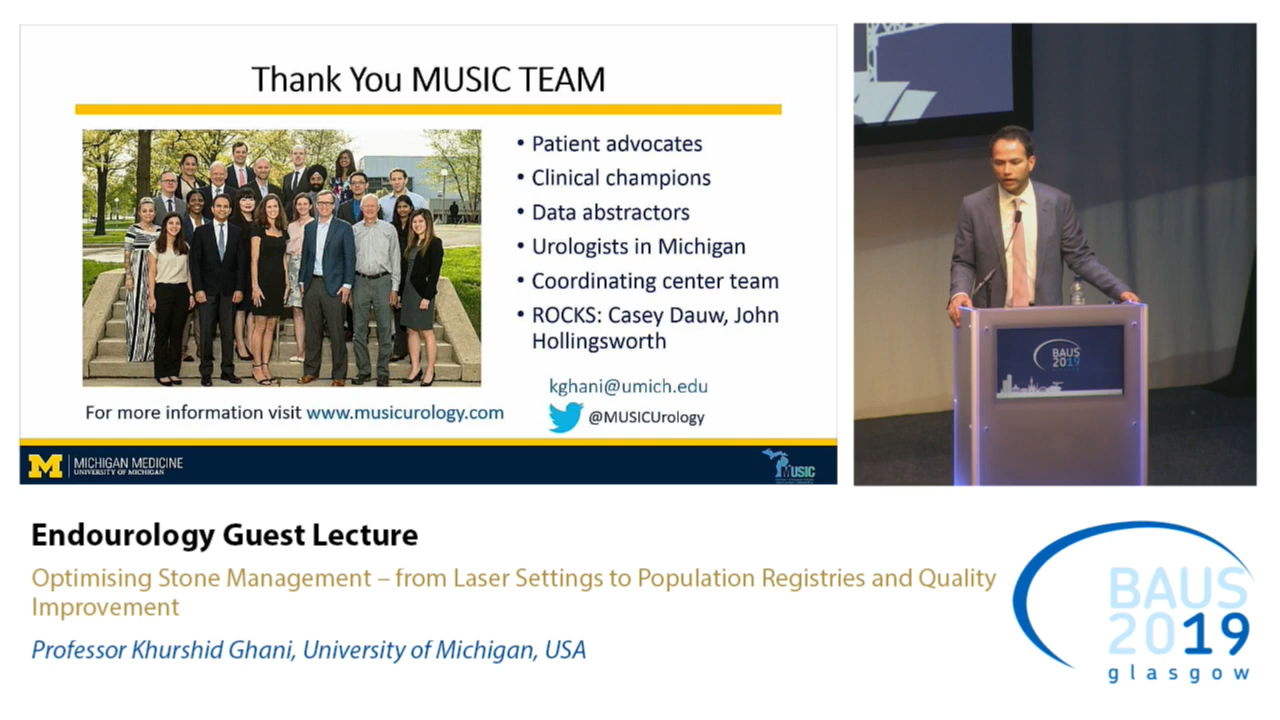 Thank You MUSIC TEAM
• Patient advocates
• Clinical champions
• Data abstractors
• Urologists in Michigan
• Coordinating center team
• ROCKS: Casey Dauw, John
Hollingsworth
kghani@umich.edu
For more information visit www.musicurology.com
@MUSICUrology
M MICHIGAN MEDICINE
UNIVERSITY OF MICHIGAN
MUSIC
BAUS
2019
Endourology Guest Lecture
Optimising Stone Management – from Laser Settings to Population Registries and Quality
Improvement
Professor Khurshid Ghani, University of Michigan, USA
BAUS
2019
glasgow